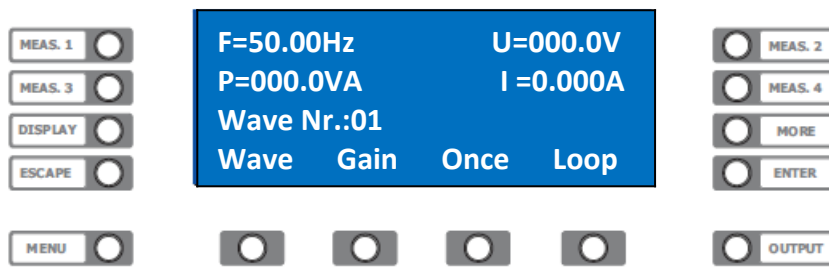 MEAS. 1 F=50.00Hz U=000.0V MEAS. 2
MEAS. 3 P=000.0VA I =0.000A MEAS. 4
DISPLAY Wave Nr.:01 MORE
ESCAPE Wave Gain Once Loop ENTER
MENU OUTPUT